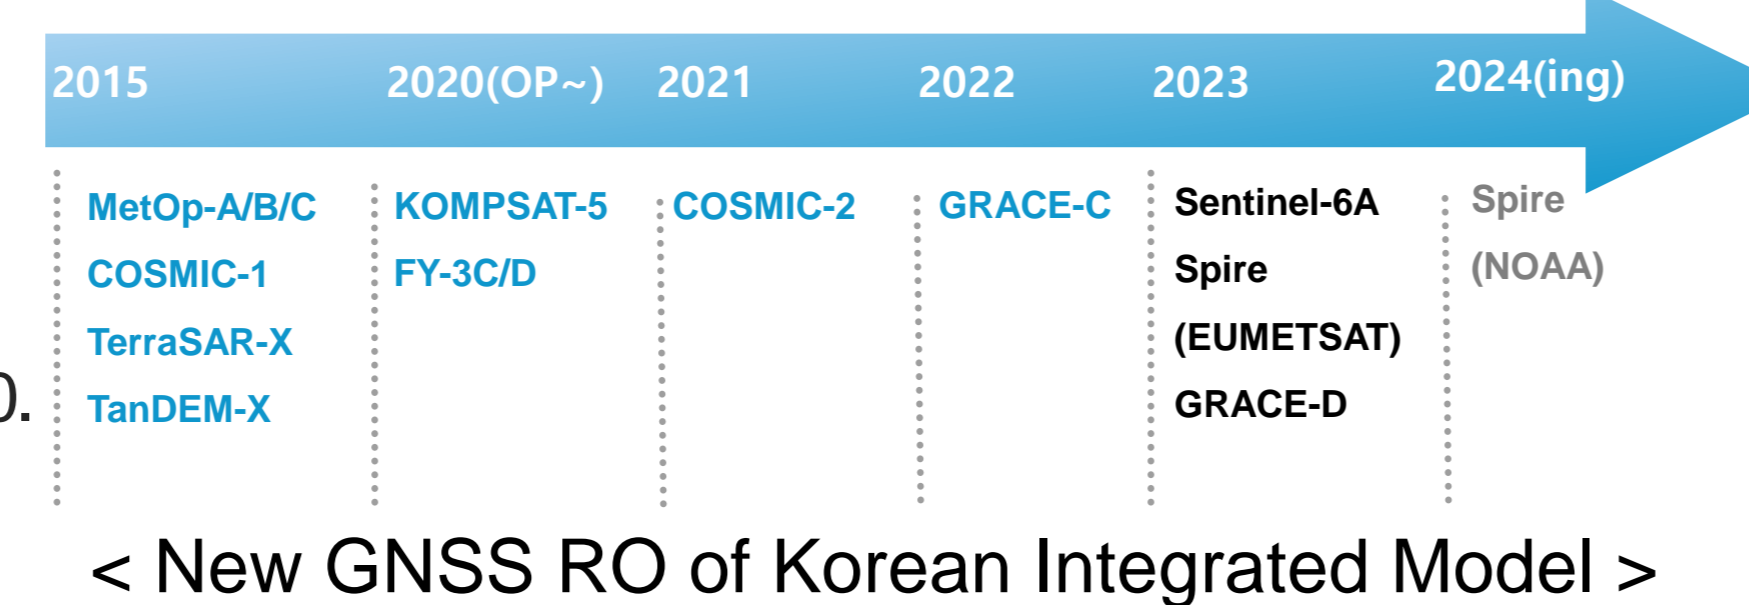 2015 2020(OP~) 2021 2022 2023 2024(ing)
MetOp-A/B/C
COSMIC-1
TerraSAR-X
TanDEM-X
KOMPSAT-5
FY-3C/D
COSMIC-2
GRACE-C
Sentinel-6A
Spire
(EUMETSAT)
GRACE-D
Spire
(NOAA)
0.
< New GNSS RO of Korean Integrated Model >